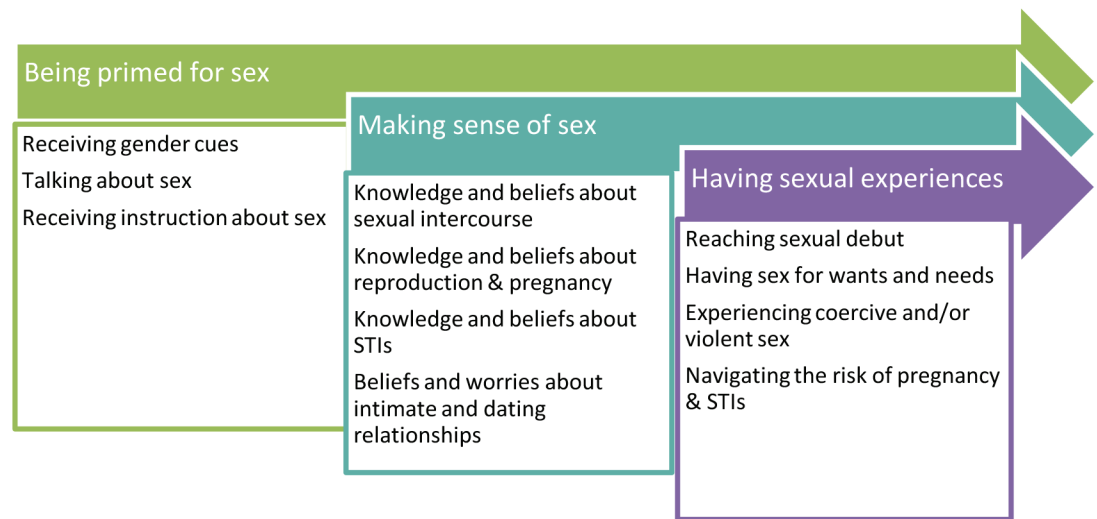 Being primed for sex
Receiving gender cues
Talking about sex
Receiving instruction about sex
Making sense of sex
Knowledge and beliefs about
sexual intercourse
Knowledge and beliefs about
reproduction & pregnancy
Knowledge and beliefs about
STIs
Beliefs and worries about
intimate and dating
relationships
Having sexual experiences
Reaching sexual debut
Having sex for wants and needs
Experiencing coercive and/or
violent sex
Navigating the risk of pregnancy
& STIs